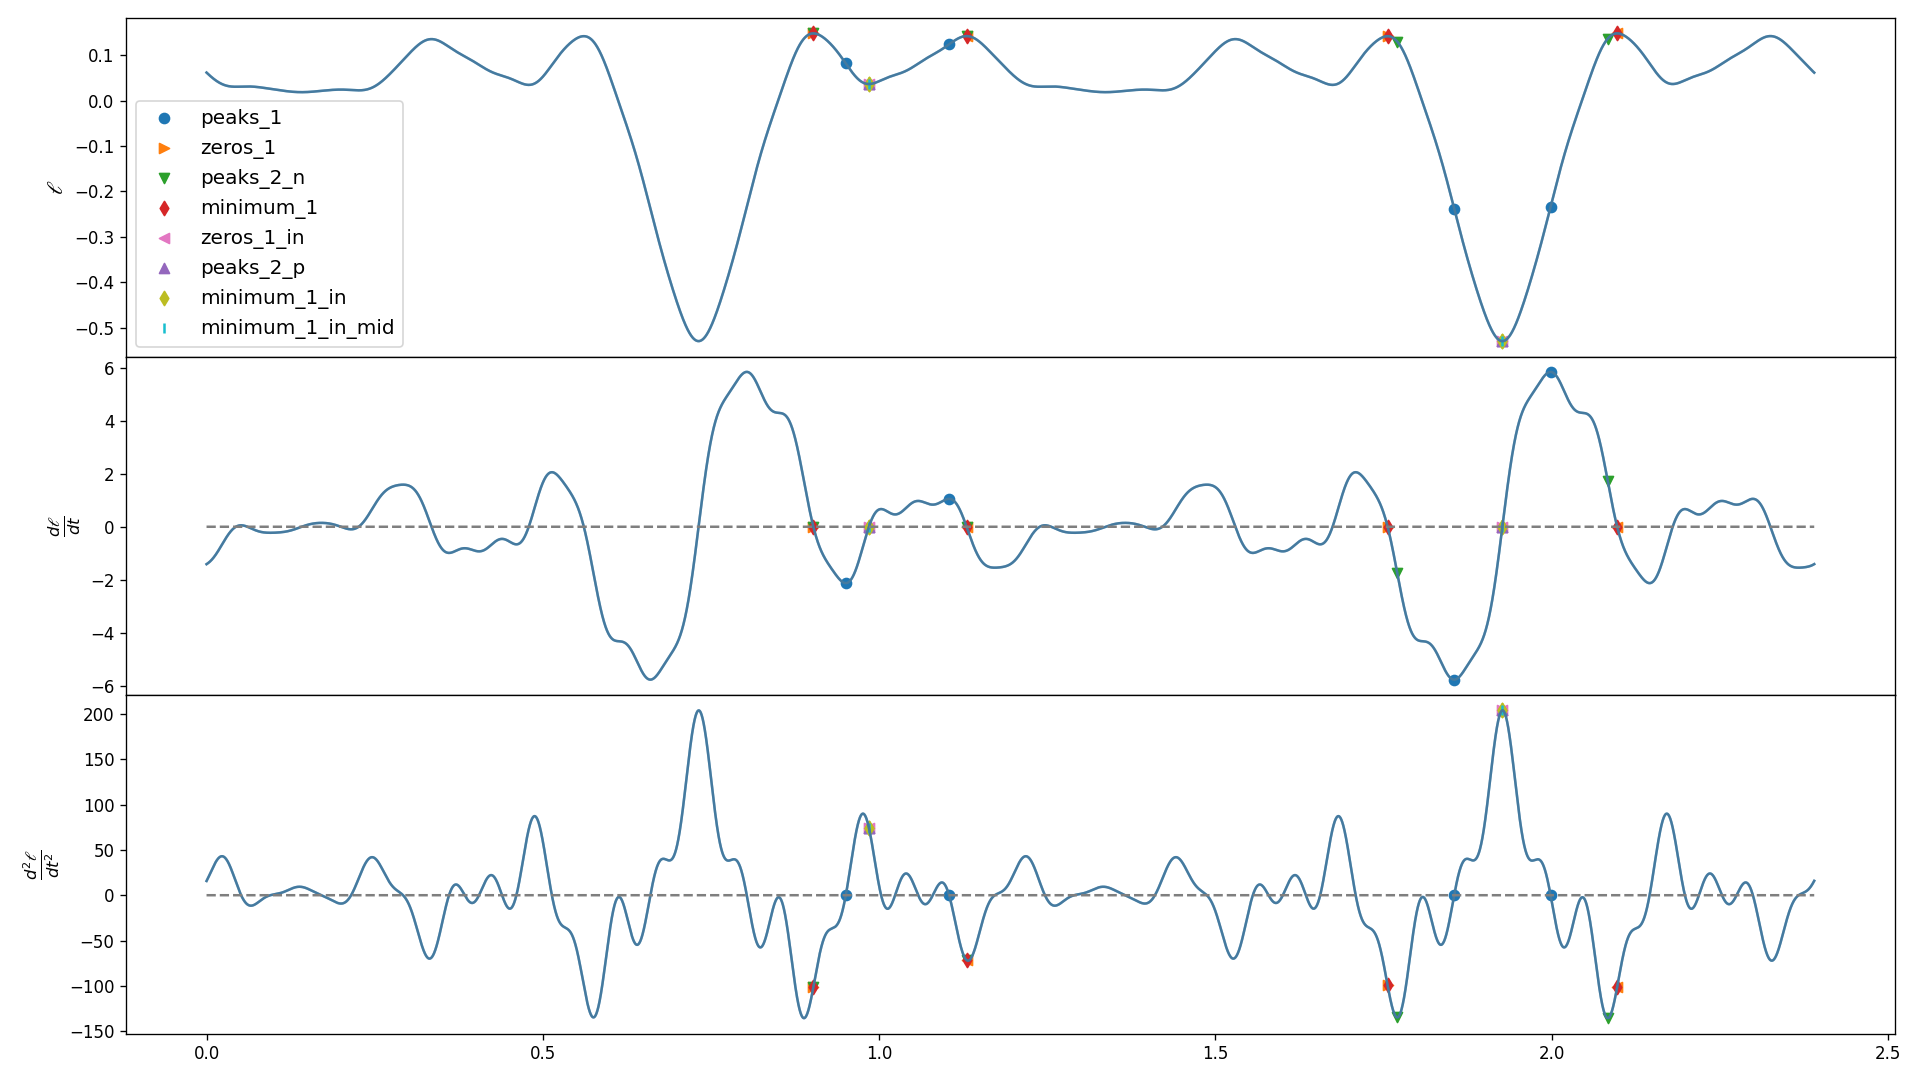 0.1
0.0
−0.1
−0.2
−0.3
−0.4
−0.5
ℓ
peaks_1
zeros_1
peaks_2_n
minimum_1
zeros_1_in
peaks_2_p
minimum_1_in
minimum_1_in_mid
6
4
2
0
−2
−4
−6
dℓ
dt
200
150
100
50
0
−50
−100
−150
d²ℓ
dt²
0.0 0.5 1.0 1.5 2.0 2.5